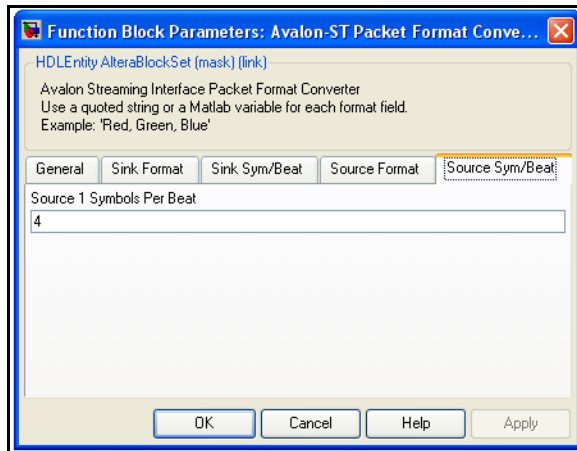 Function Block Parameters: Avalon-ST Packet Format Conve...
HDLEntity AlteraBlockSet (mask) (link)
Avalon Streaming Interface Packet Format Converter
Use a quoted string or a Matlab variable for each format field.
Example: 'Red, Green, Blue'
General Sink Format Sink Sym/Beat Source Format Source Sym/Beat
Source 1 Symbols Per Beat
4
OK Cancel Help Apply